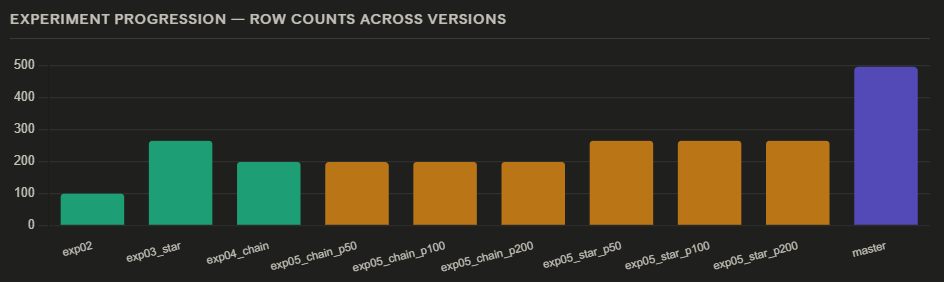 EXPERIMENT PROGRESSION — ROW COUNTS ACROSS VERSIONS
500
400
300
200
100
0
exp02
exp03_star
exp04_chain
exp05_chain_p50
exp05_chain_p100
exp05_chain_p200
exp05_star_p50
exp05_star_p100
exp05_star_p200
master